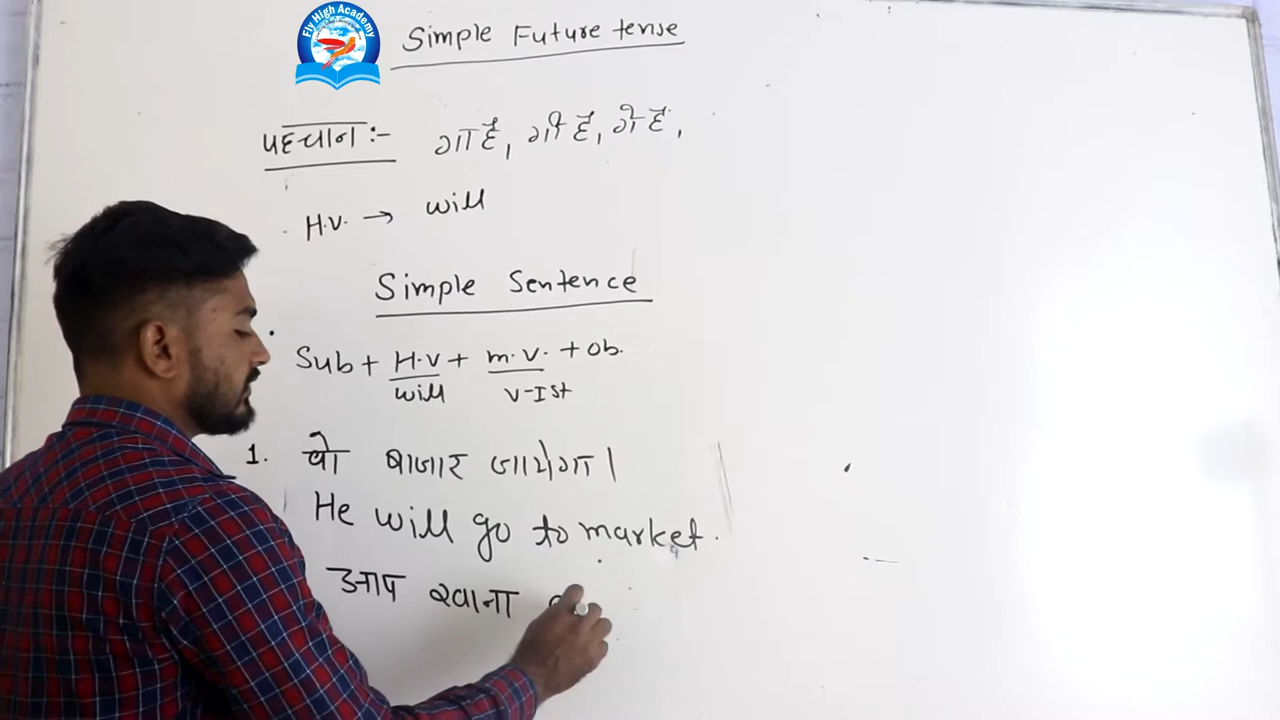 Fly High Academy
Simple Future tense
पहचान:- गा है, गी है, गे है,
H.V. → will
Simple Sentence
Sub + H.V + m.V. + ob.
will V-Ist
1. वो बाजार जायेगा।
He will go to market.
आप खाना